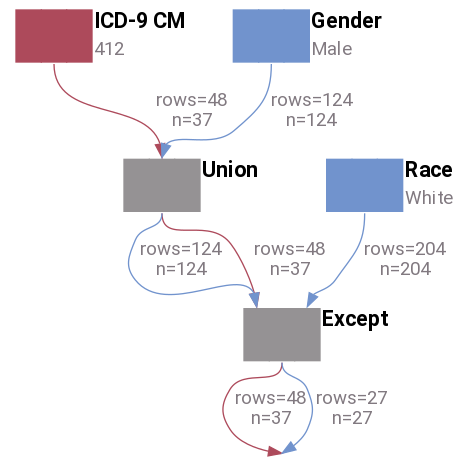 ICD-9 CM
412
Gender
Male
rows=48
n=37
rows=124
n=124
Union
Race
White
rows=124
n=124
rows=48
n=37
rows=204
n=204
Except
rows=48
n=37
rows=27
n=27